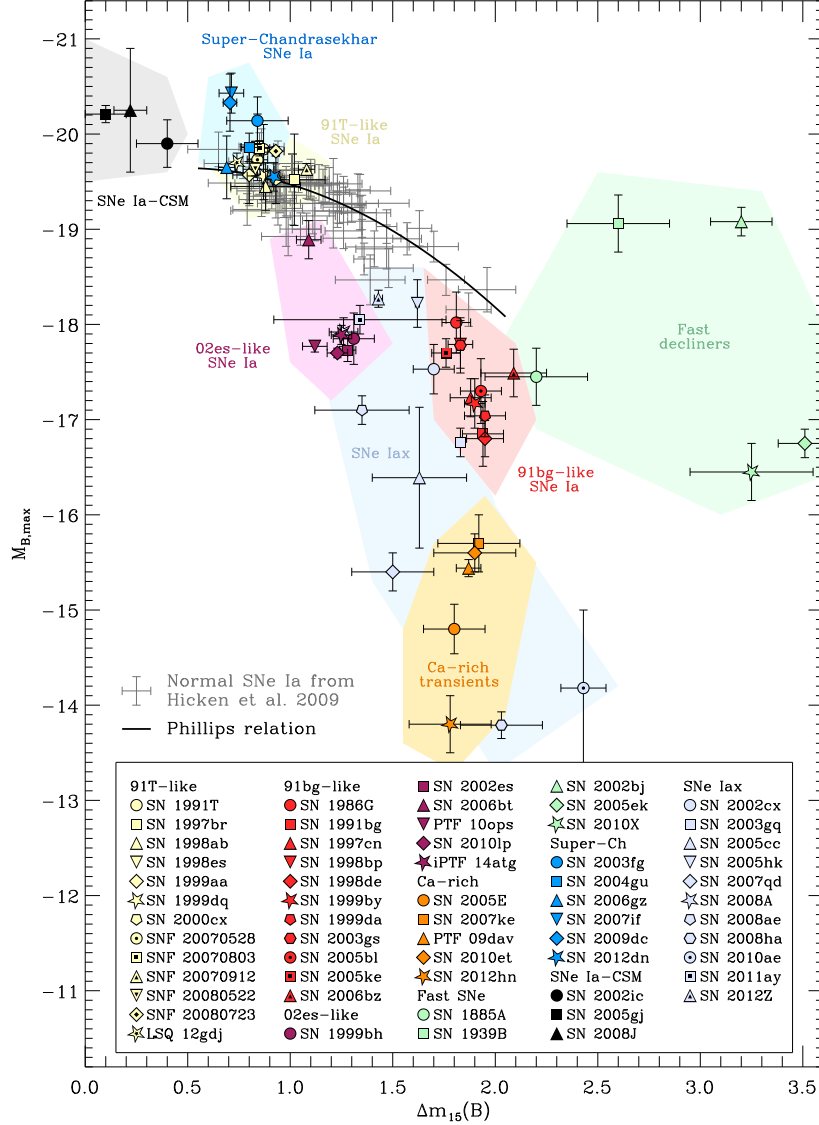 -21
-20
-19
-18
-17
-16
-15
-14
-13
-12
-11
M_B,max
0.0
0.5
1.0
1.5
2.0
2.5
3.0
3.5
Δm₁₅(B)
Super-Chandrasekhar
SNe Ia
91T-like
SNe Ia
SNe Ia-CSM
02es-like
SNe Ia
Fast
decliners
SNe Iax
91bg-like
SNe Ia
Ca-rich
transients
Normal SNe Ia from
Hicken et al. 2009
Phillips relation
91T-like
SN 1991T
SN 1997br
SN 1998ab
SN 1998es
SN 1999aa
SN 1999dq
SN 2000cx
SNF 20070528
SNF 20070803
SNF 20070912
SNF 20080522
SNF 20080723
LSQ 12gdj
91bg-like
SN 1986G
SN 1991bg
SN 1997cn
SN 1998bp
SN 1998de
SN 1999by
SN 1999da
SN 2003gs
SN 2005bl
SN 2005ke
SN 2006bz
02es-like
SN 1999bh
SN 2002es
SN 2006bt
PTF 10ops
SN 2010lp
iPTF 14atg
Ca-rich
SN 2005E
SN 2007ke
PTF 09dav
SN 2010et
SN 2012hn
Fast SNe
SN 1885A
SN 1939B
SN 2002bj
SN 2005ek
SN 2010X
Super-Ch
SN 2003fg
SN 2004gu
SN 2006gz
SN 2007if
SN 2009dc
SN 2012dn
SNe Ia-CSM
SN 2002ic
SN 2005gj
SN 2008J
SNe Iax
SN 2002cx
SN 2003gq
SN 2005cc
SN 2005hk
SN 2007qd
SN 2008A
SN 2008ae
SN 2008ha
SN 2010ae
SN 2011ay
SN 2012Z